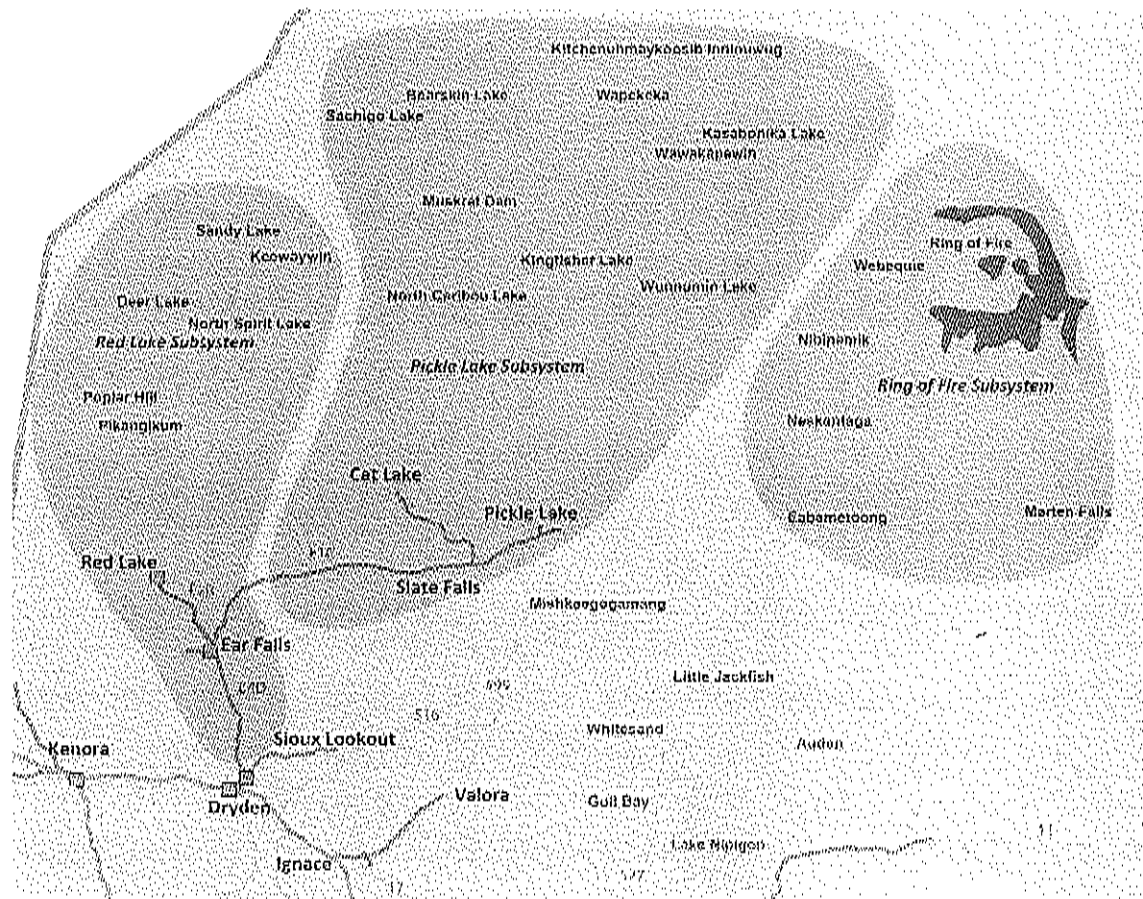 Kitchenuhmaykoosib Inninuwug
Bearskin Lake
Wapekeka
Sachigo Lake
Kasabonika Lake
Wawakapewin
Muskrat Dam
Sandy Lake
Keewaywin
Ring of Fire
Kingfisher Lake
Webequie
Wunnumin Lake
Deer Lake
North Caribou Lake
North Spirit Lake
Red Lake Subsystem
Nibinamik
Pickle Lake Subsystem
Ring of Fire Subsystem
Poplar Hill
Pikangikum
Neskantaga
Cat Lake
Pickle Lake
Marten Falls
Red Lake
Slate Falls
Mishkeegogamang
Ear Falls
Little Jackfish
599
516
Whitesand
Sioux Lookout
Auden
Kenora
Valora
Gull Bay
Dryden
11
Lake Nipigon
Ignace
17